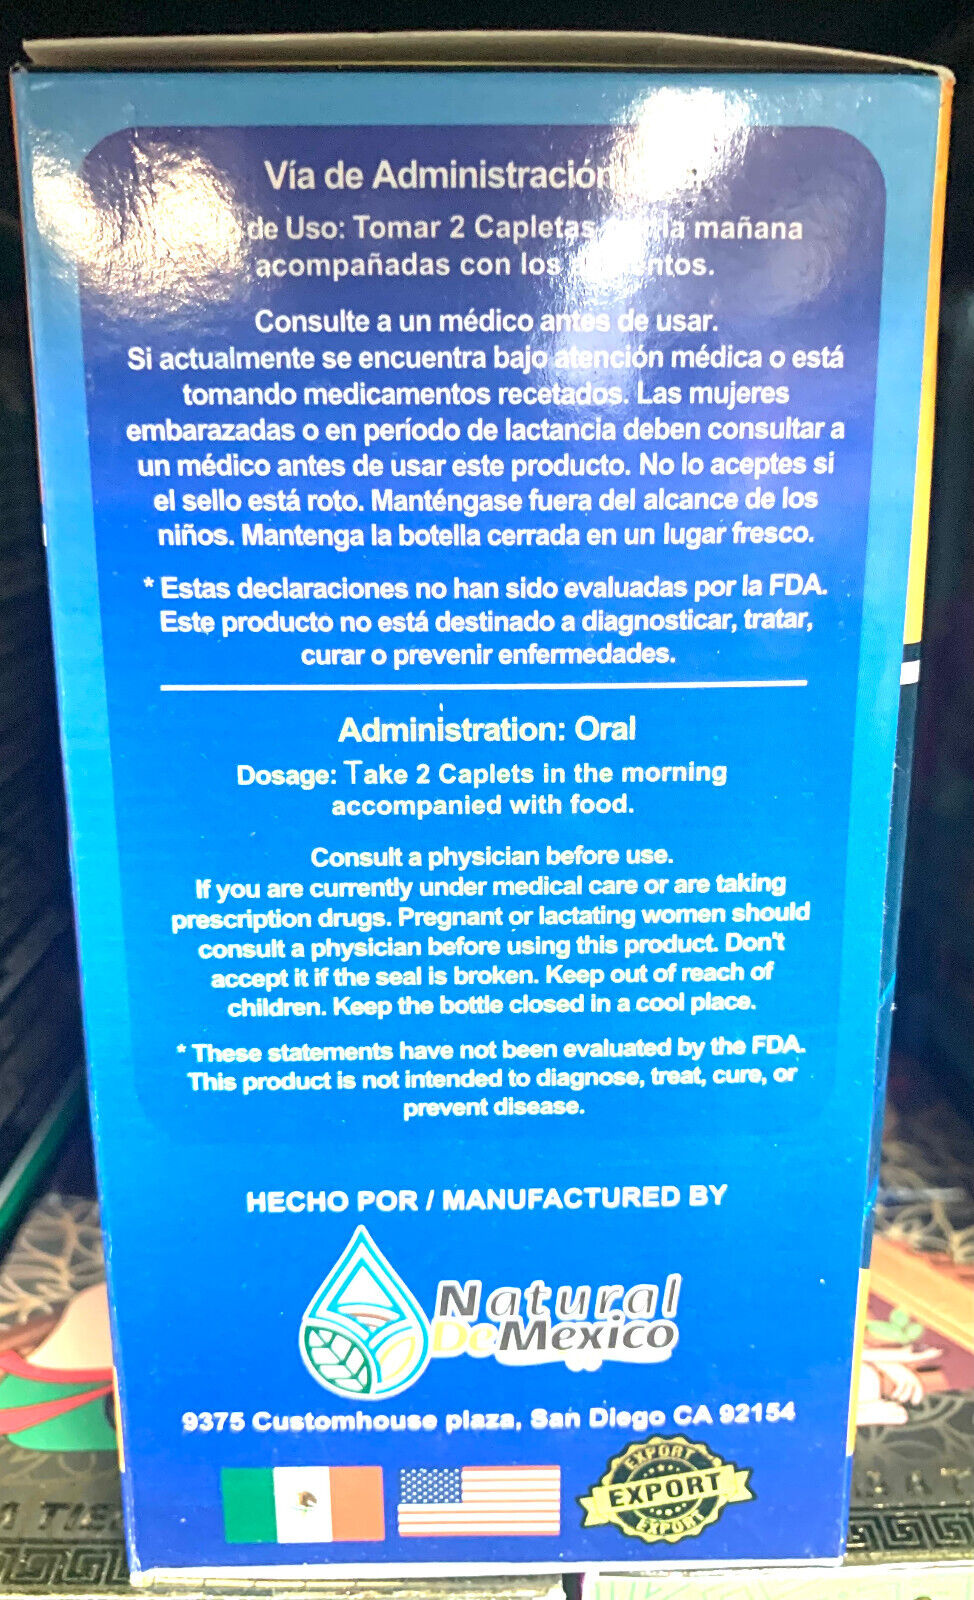 Vía de Administración
de Uso: Tomar 2 Capletas la mañana
acompañadas con los
Consulte a un médico antes de usar.
Si actualmente se encuentra bajo atención médica o está
tomando medicamentos recetados. Las mujeres
embarazadas o en período de lactancia deben consultar a
un médico antes de usar este producto. No lo aceptes si
el sello está roto. Manténgase fuera del alcance de los
niños. Mantenga la botella cerrada en un lugar fresco.
* Estas declaraciones no han sido evaluadas por la FDA.
Este producto no está destinado a diagnosticar, tratar,
curar o prevenir enfermedades.
Administration: Oral
Dosage: Take 2 Caplets in the morning
accompanied with food.
Consult a physician before use.
If you are currently under medical care or are taking
prescription drugs. Pregnant or lactating women should
consult a physician before using this product. Don't
accept it if the seal is broken. Keep out of reach of
children. Keep the bottle closed in a cool place.
* These statements have not been evaluated by the FDA.
This product is not intended to diagnose, treat, cure, or
prevent disease.
HECHO POR / MANUFACTURED BY
Natural
De Mexico
9375 Customhouse plaza, San Diego CA 92154
EXPORT
EXPORT
EXPORT